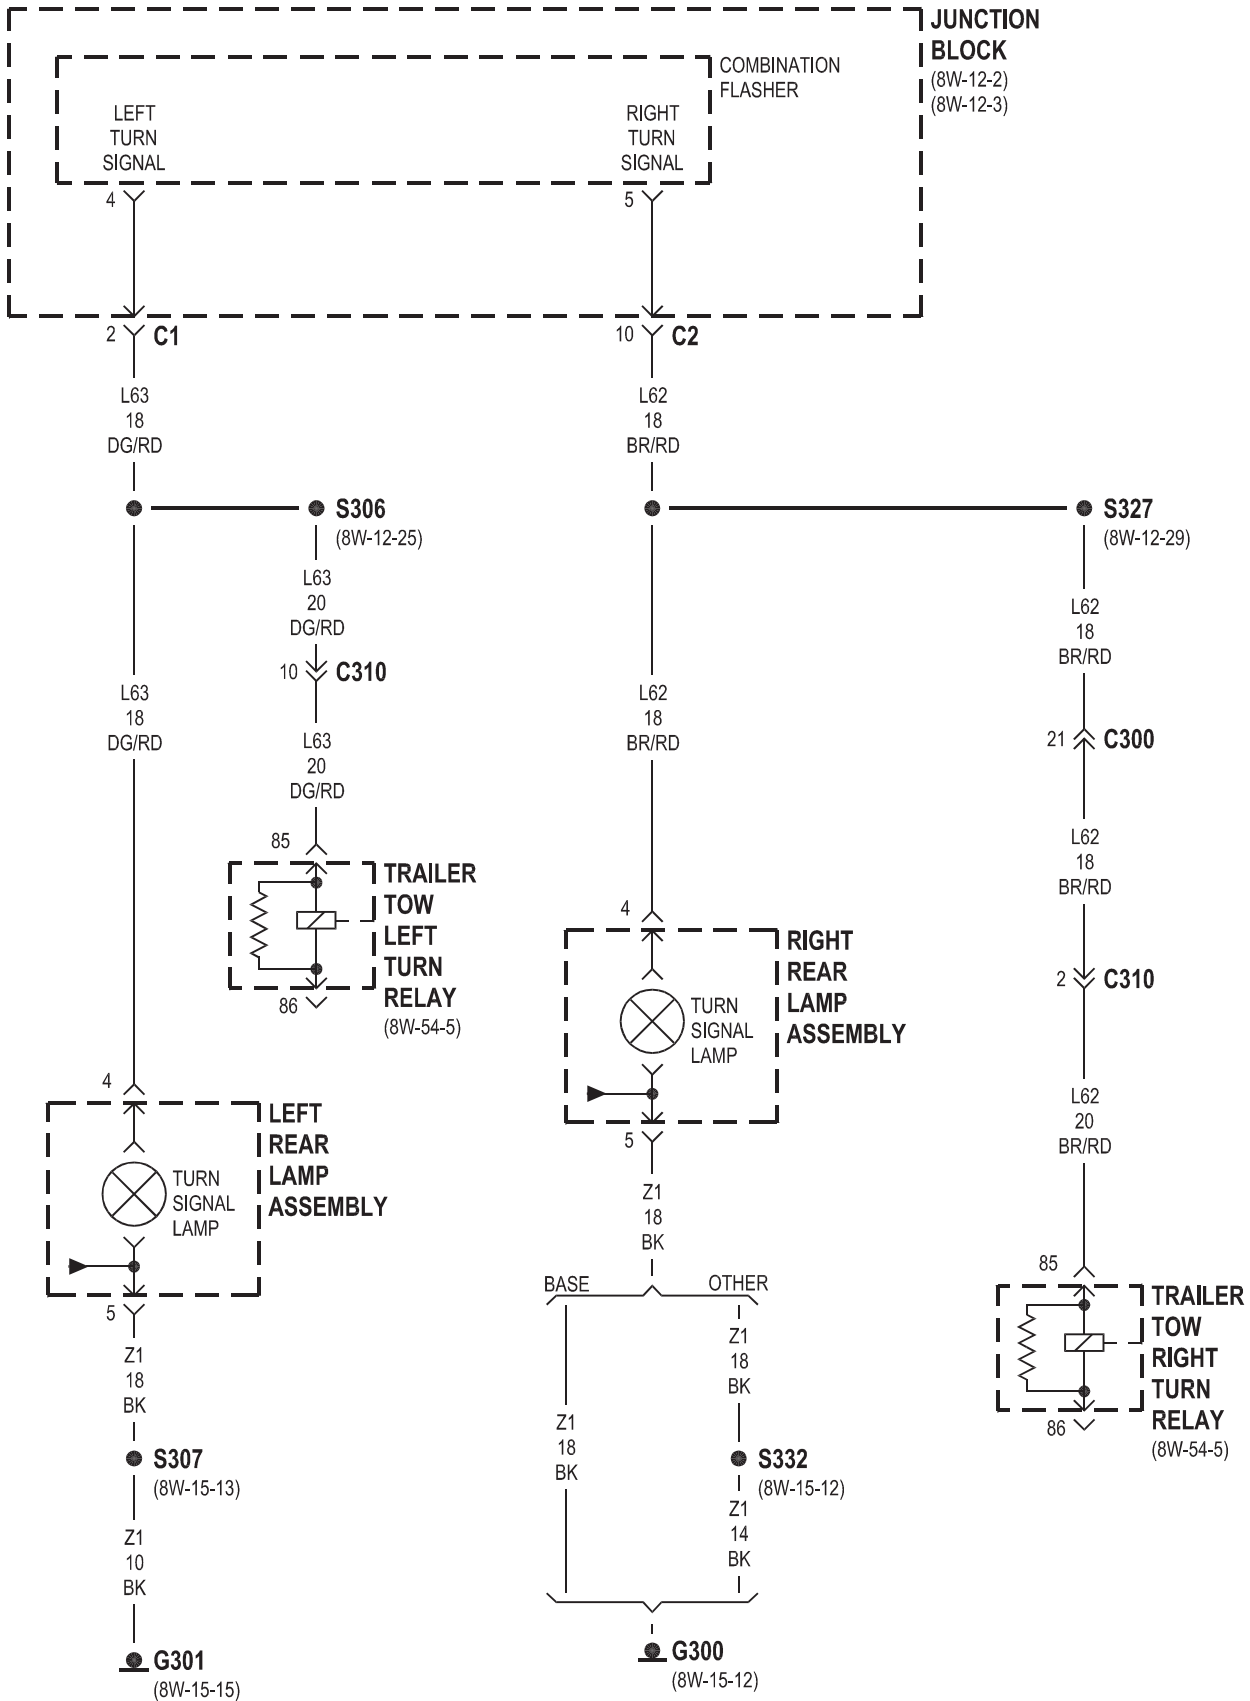 JUNCTION
BLOCK
(8W-12-2)
(8W-12-3)
COMBINATION
FLASHER
LEFT
TURN
SIGNAL
RIGHT
TURN
SIGNAL
4
5
2
C1
10
C2
L63
18
DG/RD
L62
18
BR/RD
S306
(8W-12-25)
S327
(8W-12-29)
L63
20
DG/RD
L62
18
BR/RD
10
C310
L63
18
DG/RD
L62
18
BR/RD
21
C300
L63
20
DG/RD
L62
18
BR/RD
85
TRAILER
TOW
LEFT
TURN
RELAY
(8W-54-5)
86
4
RIGHT
REAR
LAMP
ASSEMBLY
TURN
SIGNAL
LAMP
2
C310
4
LEFT
REAR
LAMP
ASSEMBLY
TURN
SIGNAL
LAMP
5
L62
20
BR/RD
Z1
18
BK
BASE
OTHER
85
TRAILER
TOW
RIGHT
TURN
RELAY
(8W-54-5)
86
5
Z1
18
BK
Z1
18
BK
Z1
18
BK
S307
(8W-15-13)
S332
(8W-15-12)
Z1
10
BK
Z1
14
BK
G301
(8W-15-15)
G300
(8W-15-12)